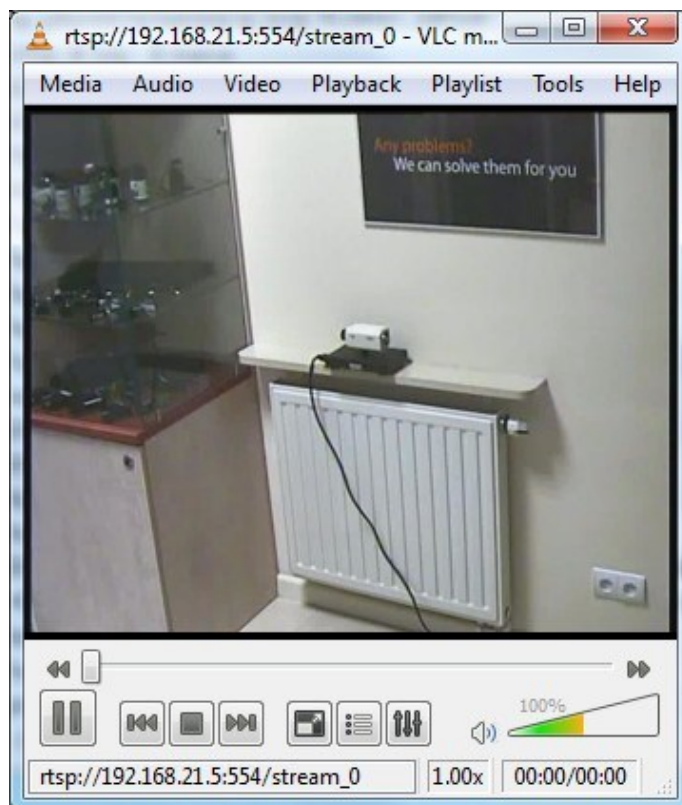 rtsp://192.168.21.5:554/stream_0 - VLC m...
Media Audio Video Playback Playlist Tools Help
Any problems?
We can solve them for you
100%
rtsp://192.168.21.5:554/stream_0 1.00x 00:00/00:00